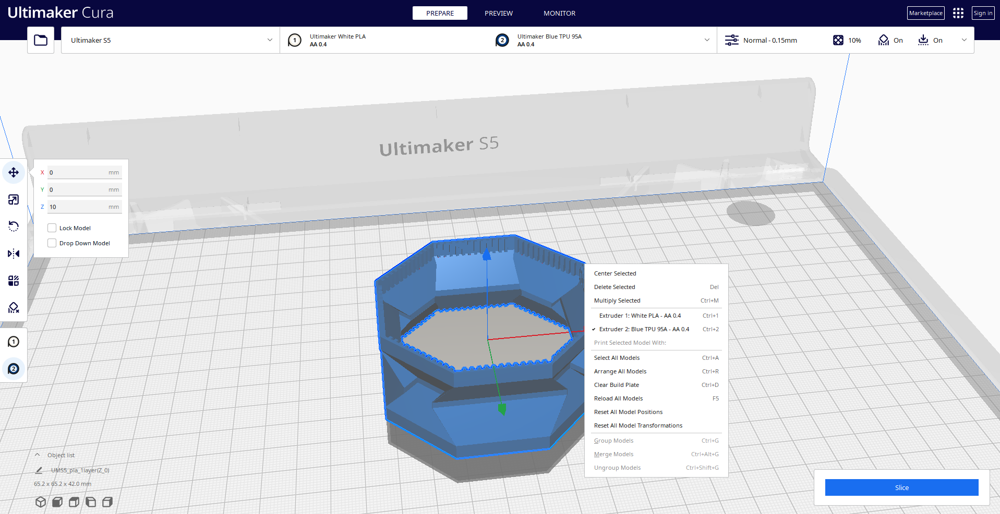 Ultimaker Cura
PREPARE
PREVIEW
MONITOR
Marketplace
Sign in
Ultimaker S5
1
Ultimaker White PLA
AA 0.4
2
Ultimaker Blue TPU 95A
AA 0.4
Normal - 0.15mm
10%
On
On
Ultimaker S5
X 0 mm
Y 0 mm
Z 10 mm
Lock Model
Drop Down Model
1
2
Center Selected
Delete Selected Del
Multiply Selected Ctrl+M
Extruder 1: White PLA - AA 0.4 Ctrl+1
Extruder 2: Blue TPU 95A - AA 0.4 Ctrl+2
Print Selected Model With:
Select All Models Ctrl+A
Arrange All Models Ctrl+R
Clear Build Plate Ctrl+D
Reload All Models F5
Reset All Model Positions
Reset All Model Transformations
Group Models Ctrl+G
Merge Models Ctrl+Alt+G
Ungroup Models Ctrl+Shift+G
Object list
UMS5_pla_1layer(Z_0)
65.2 x 65.2 x 42.0 mm
Slice